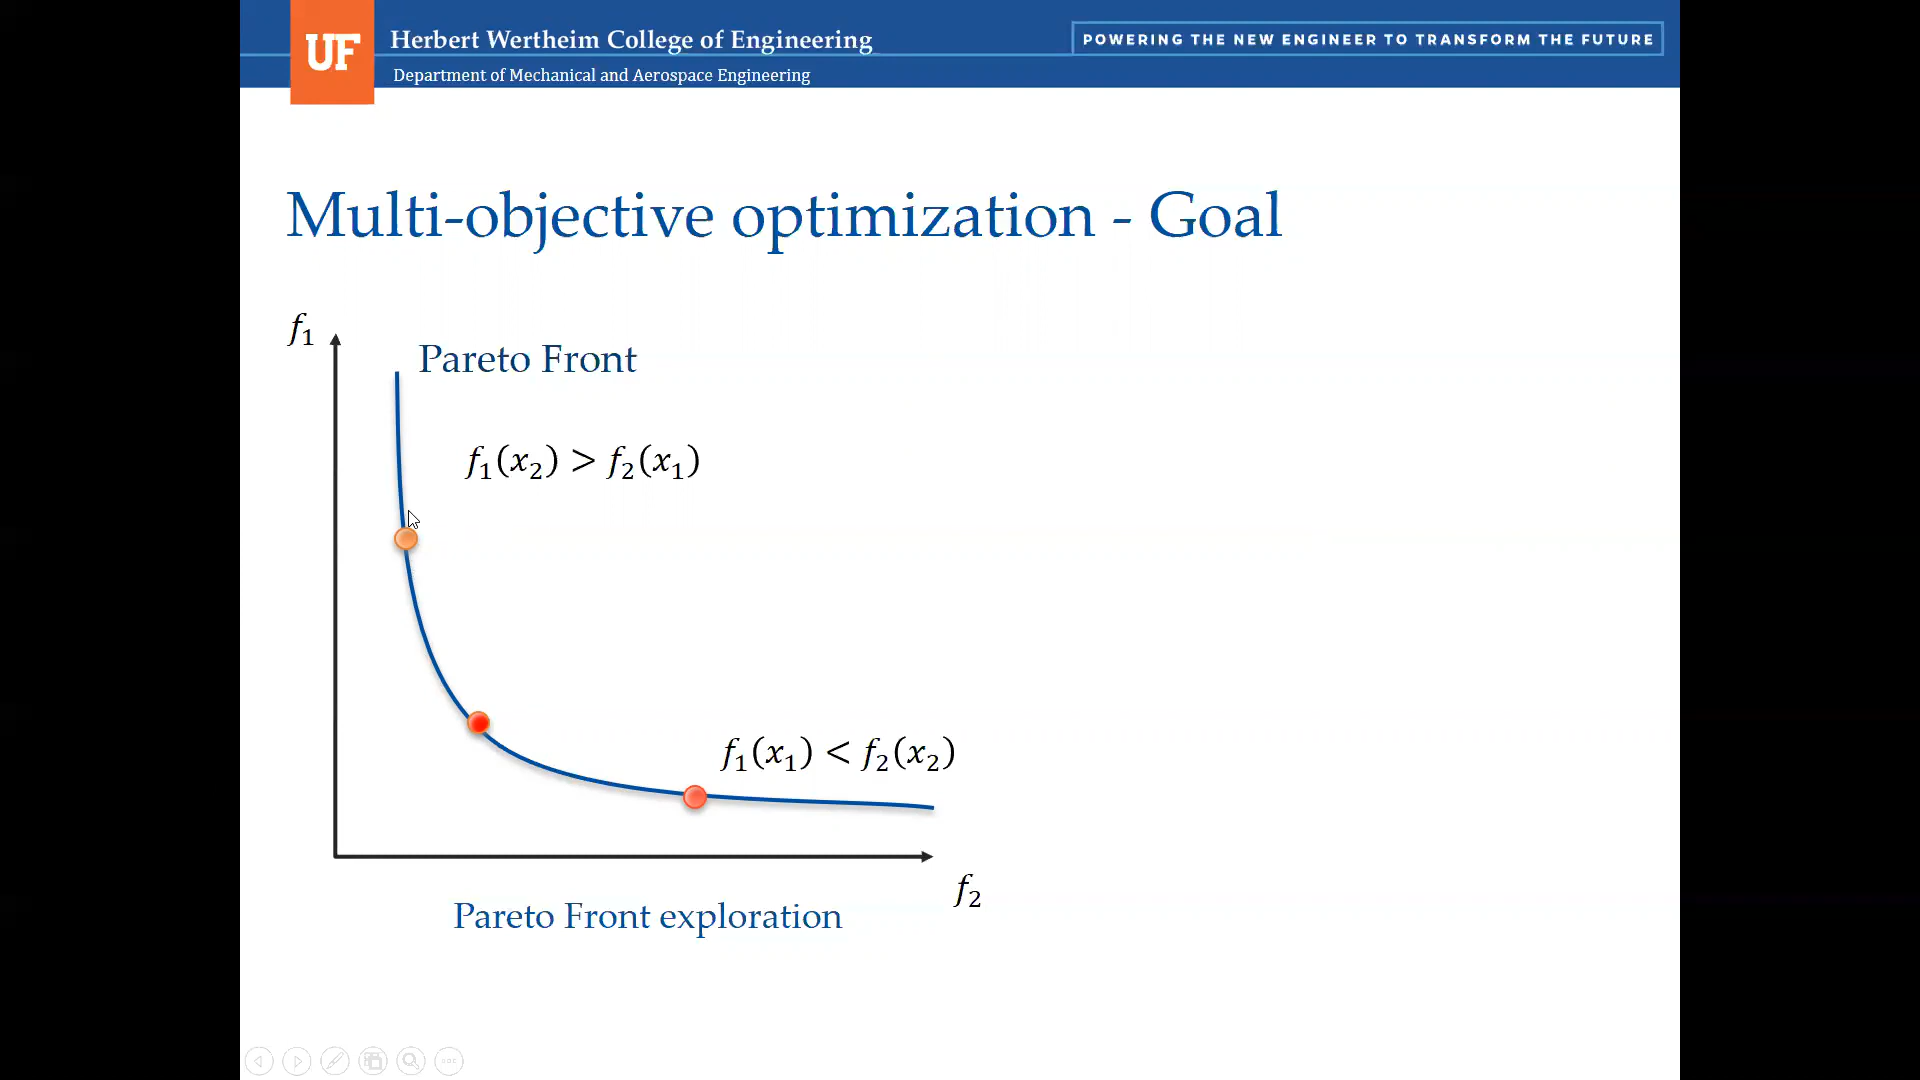 UF
Herbert Wertheim College of Engineering
POWERING THE NEW ENGINEER TO TRANSFORM THE FUTURE
Department of Mechanical and Aerospace Engineering
Multi-objective optimization - Goal
f₁
Pareto Front
f₁(x₂) > f₂(x₁)
f₁(x₁) < f₂(x₂)
f₂
Pareto Front exploration